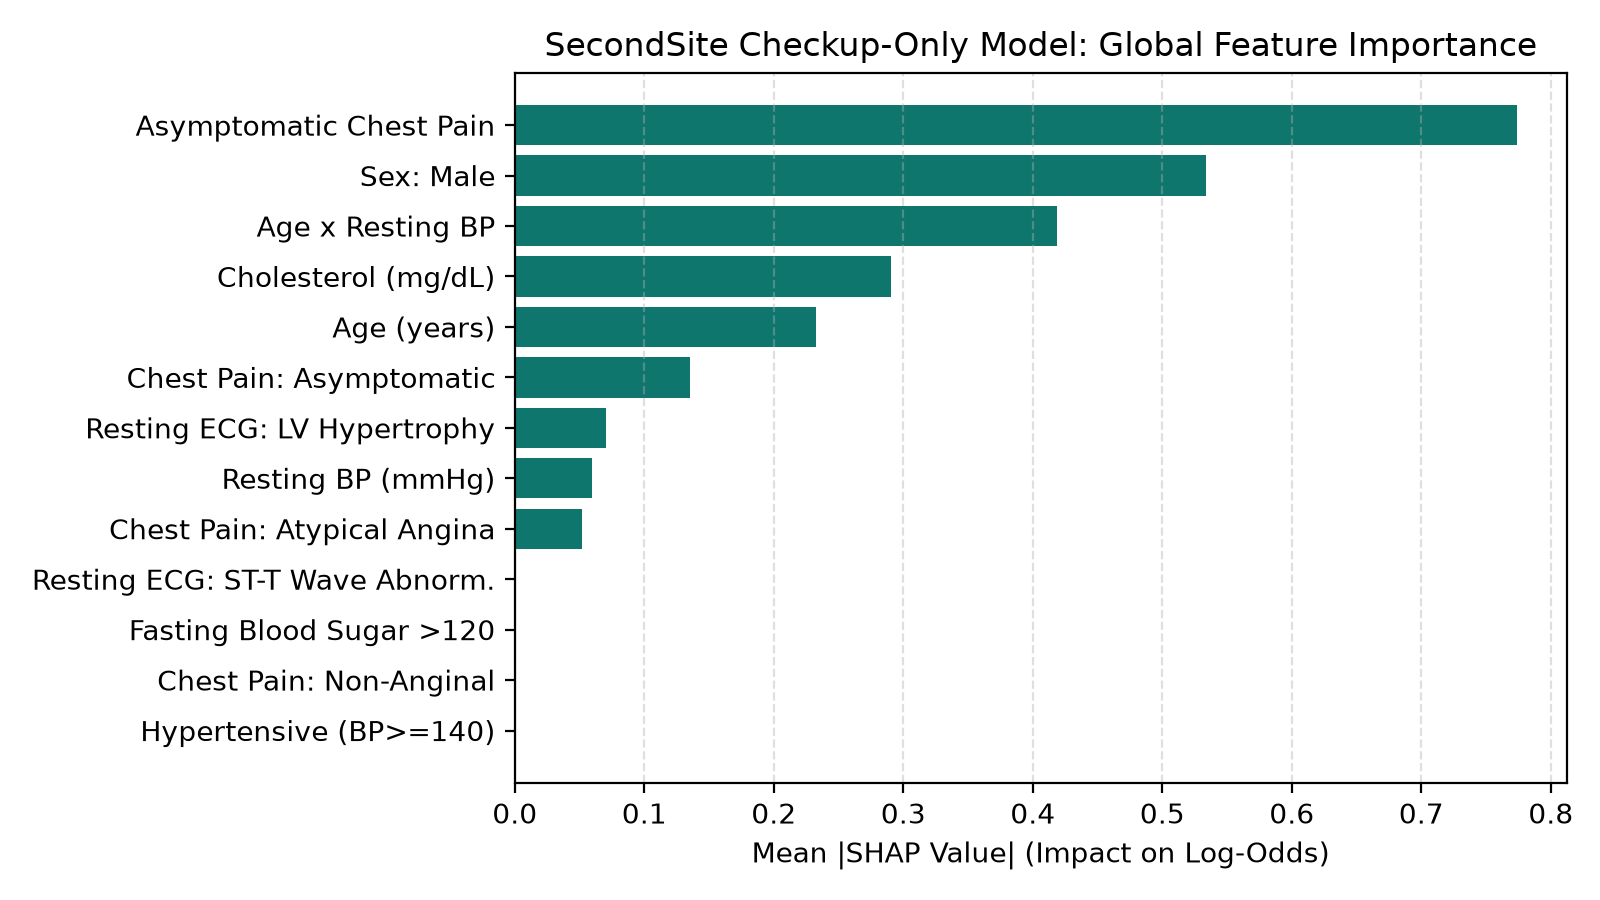 SecondSite Checkup-Only Model: Global Feature Importance
Asymptomatic Chest Pain
Sex: Male
Age x Resting BP
Cholesterol (mg/dL)
Age (years)
Chest Pain: Asymptomatic
Resting ECG: LV Hypertrophy
Resting BP (mmHg)
Chest Pain: Atypical Angina
Resting ECG: ST-T Wave Abnorm.
Fasting Blood Sugar >120
Chest Pain: Non-Anginal
Hypertensive (BP>=140)
0.0 0.1 0.2 0.3 0.4 0.5 0.6 0.7 0.8
Mean |SHAP Value| (Impact on Log-Odds)